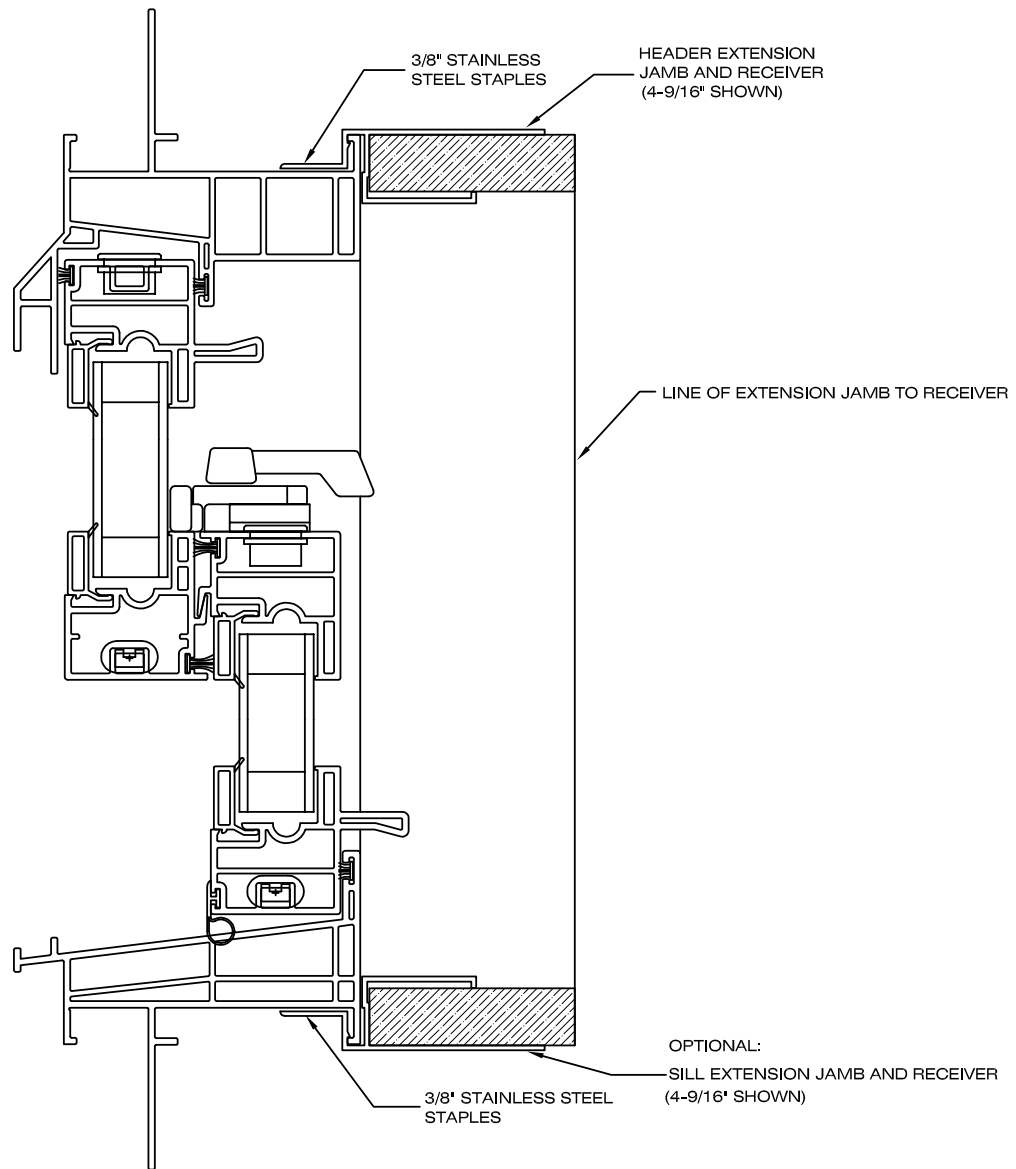 3/8" STAINLESS
STEEL STAPLES
HEADER EXTENSION
JAMB AND RECEIVER
(4-9/16" SHOWN)
LINE OF EXTENSION JAMB TO RECEIVER
OPTIONAL:
SILL EXTENSION JAMB AND RECEIVER
(4-9/16" SHOWN)
3/8" STAINLESS STEEL
STAPLES